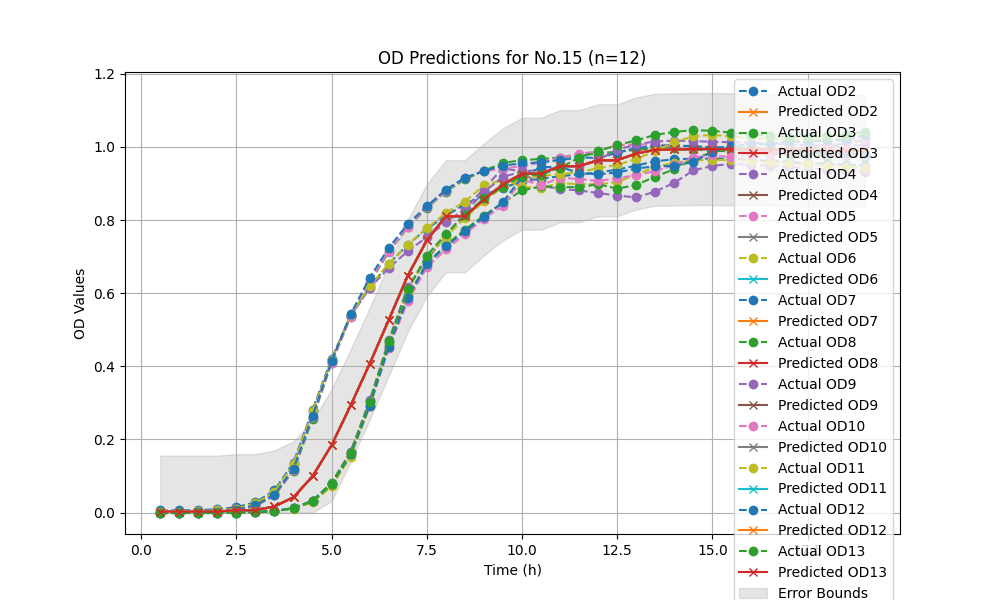 OD Predictions for No.15 (n=12)
1.2
1.0
0.8
0.6
0.4
0.2
0.0
OD Values
0.0
2.5
5.0
7.5
10.0
12.5
15.0
Time (h)
Actual OD2
Predicted OD2
Actual OD3
Predicted OD3
Actual OD4
Predicted OD4
Actual OD5
Predicted OD5
Actual OD6
Predicted OD6
Actual OD7
Predicted OD7
Actual OD8
Predicted OD8
Actual OD9
Predicted OD9
Actual OD10
Predicted OD10
Actual OD11
Predicted OD11
Actual OD12
Predicted OD12
Actual OD13
Predicted OD13
Error Bounds